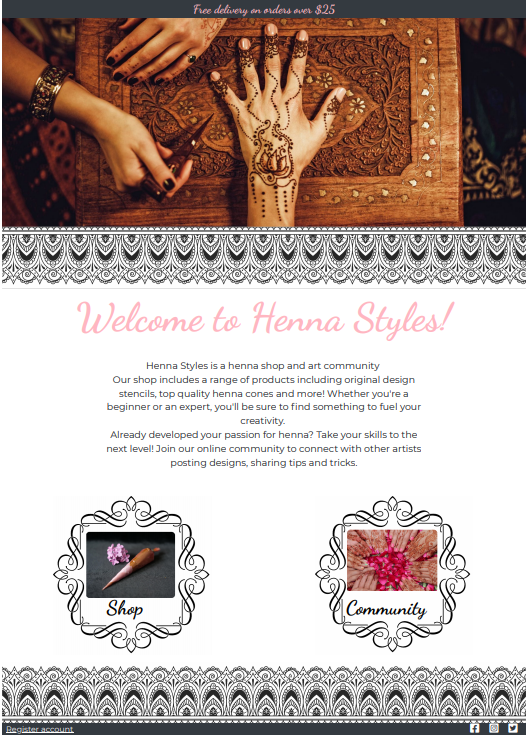 Free delivery on orders over $25
Welcome to Henna Styles!
Henna Styles is a henna shop and art community
Our shop includes a range of products including original design
stencils, top quality henna cones and more! Whether you're a
beginner or an expert, you'll be sure to find something to fuel your
creativity.
Already developed your passion for henna? Take your skills to the
next level! Join our online community to connect with other artists
posting designs, sharing tips and tricks.
Shop
Community
Register account